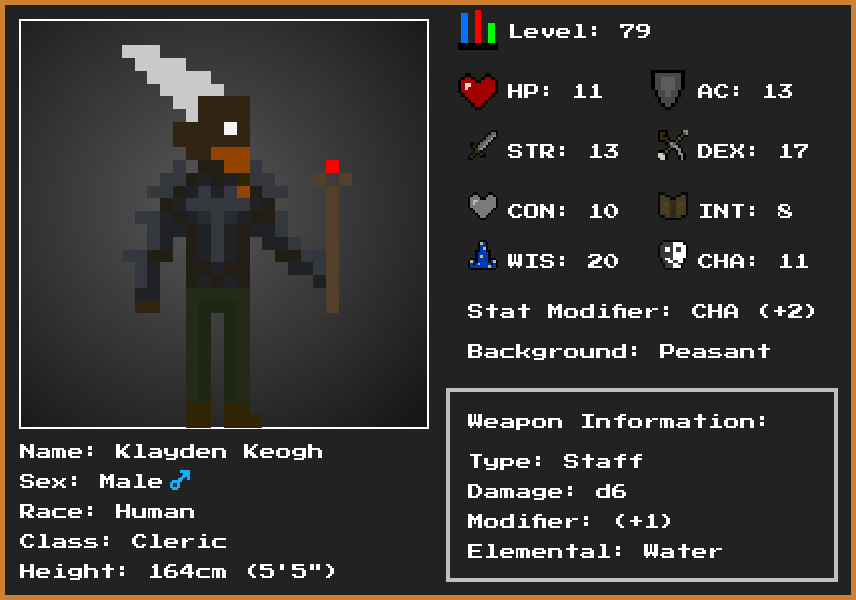 Level: 79
HP: 11
AC: 13
STR: 13
DEX: 17
CON: 10
INT: 8
WIS: 20
CHA: 11
Stat Modifier: CHA (+2)
Background: Peasant
Weapon Information:
Type: Staff
Damage: d6
Modifier: (+1)
Elemental: Water
Name: Klayden Keogh
Sex: Male♂
Race: Human
Class: Cleric
Height: 164cm (5'5")